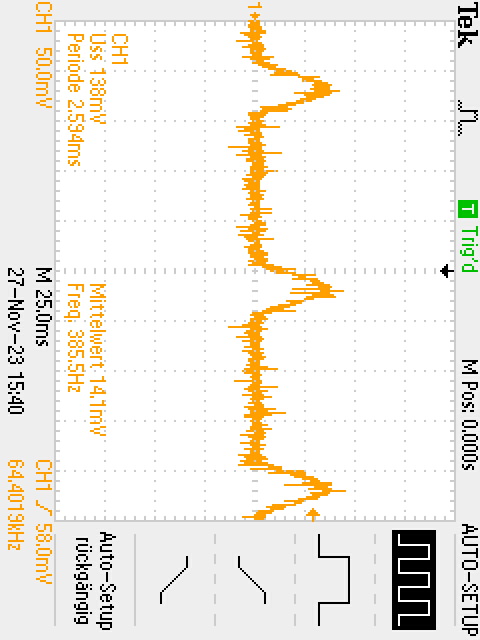 Tek
T Trig'd
M Pos: 0.000s
AUTO-SETUP
1
CH1
Uss 138mV
Periode 2.594ms
Mittelwert 14.1mV
Freq. 385.5Hz
Auto-Setup
rückgängig
CH1 50.0mV
M 25.0ms
CH1 / 58.0mV
27-Nov-23 15:40
64.4019kHz